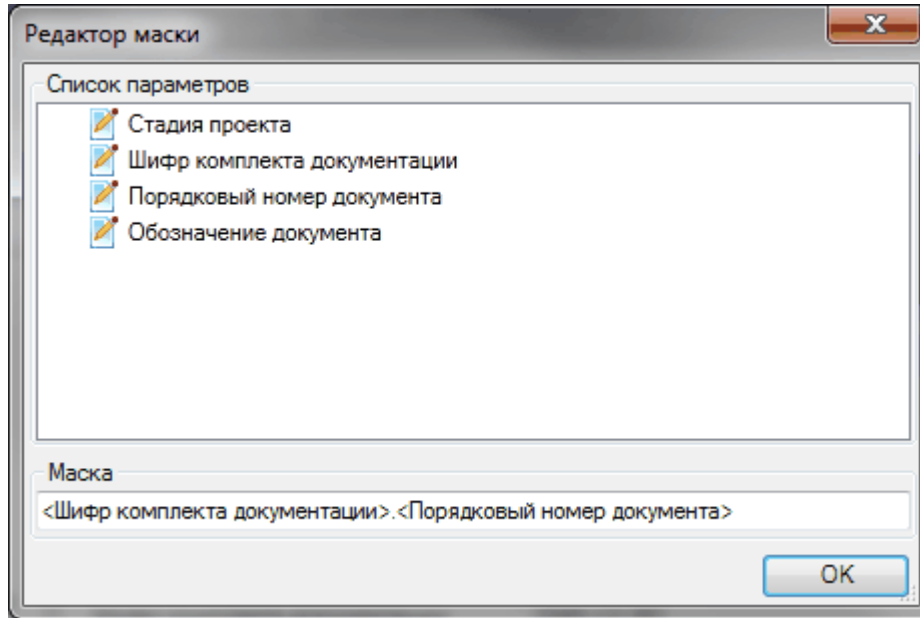 Редактор маски
Список параметров
Стадия проекта
Шифр комплекта документации
Порядковый номер документа
Обозначение документа
Маска
<Шифр комплекта документации>.<Порядковый номер документа>
OK